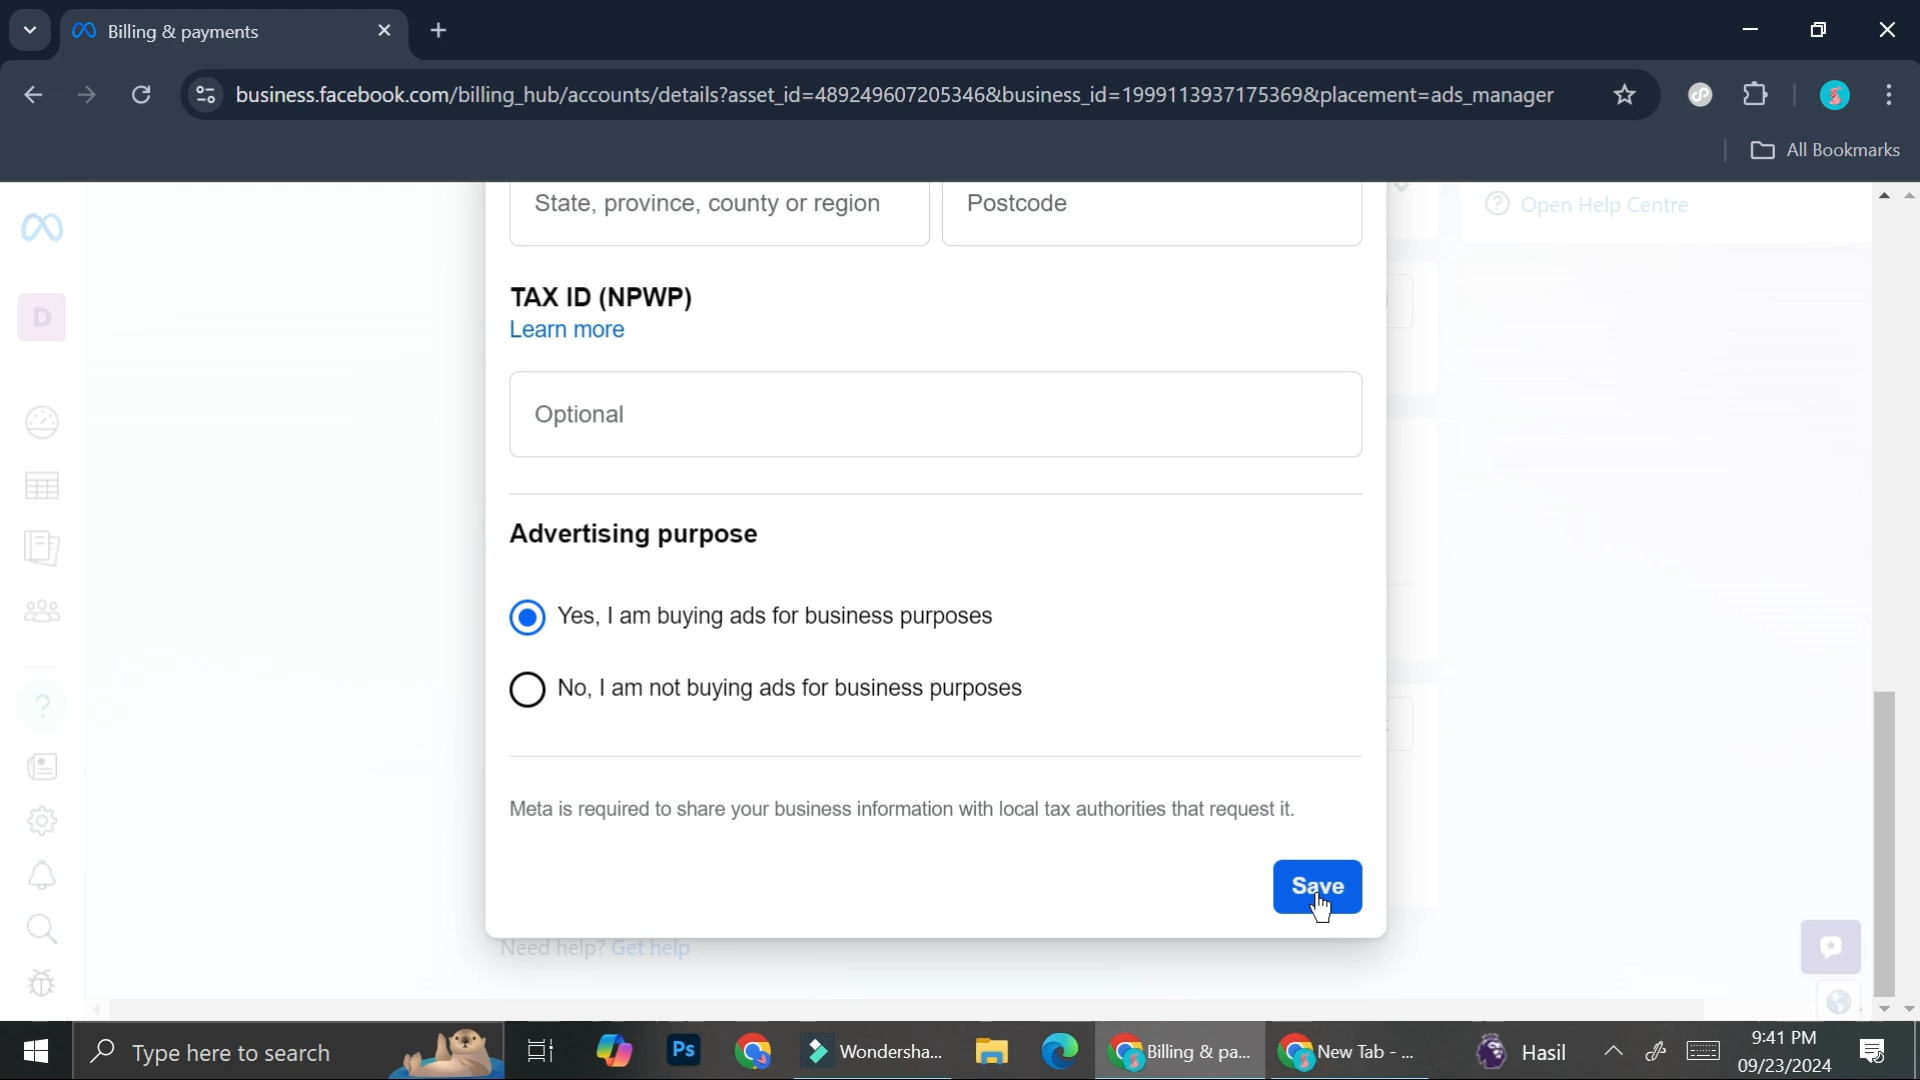 Billing & payments
business.facebook.com/billing_hub/accounts/details?asset_id=489249607205346&business_id=1999113937175369&placement=ads_manager
All Bookmarks
State, province, county or region
Postcode
Open Help Centre
D
TAX ID (NPWP)
Learn more
Optional
Advertising purpose
Yes, I am buying ads for business purposes
No, I am not buying ads for business purposes
Meta is required to share your business information with local tax authorities that request it.
Save
Need help? Get help
Type here to search
Ps
Wondersha...
Billing & pa...
New Tab - ...
Hasil
9:41 PM
09/23/2024